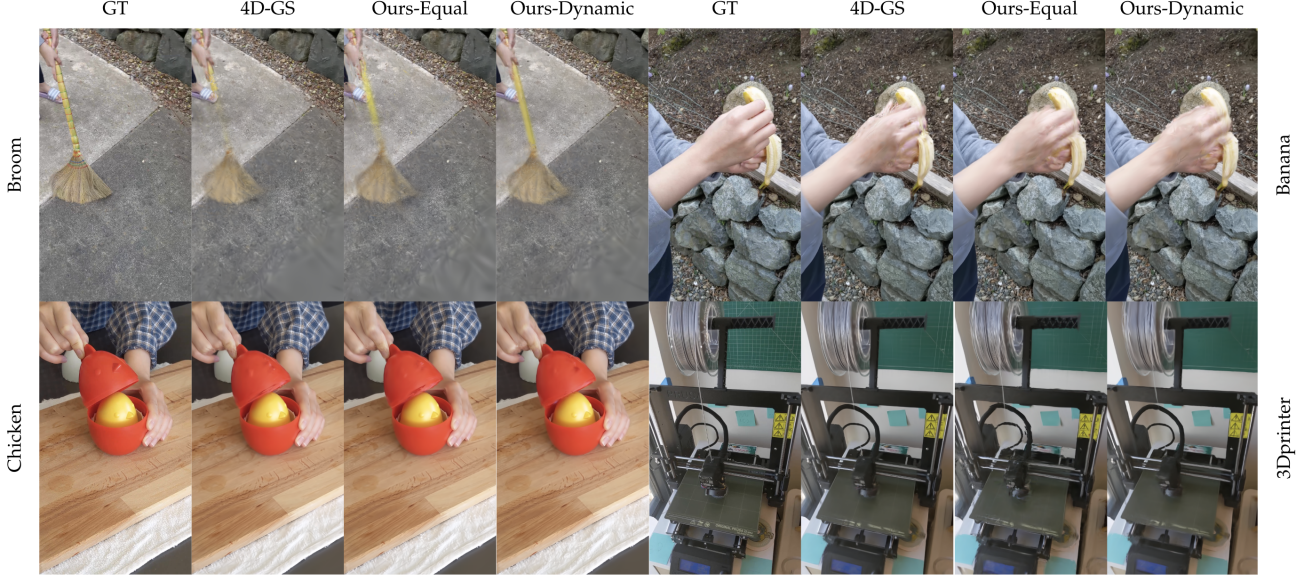 GT 4D-GS Ours-Equal Ours-Dynamic GT 4D-GS Ours-Equal Ours-Dynamic
Broom
Banana
Chicken
3Dprinter